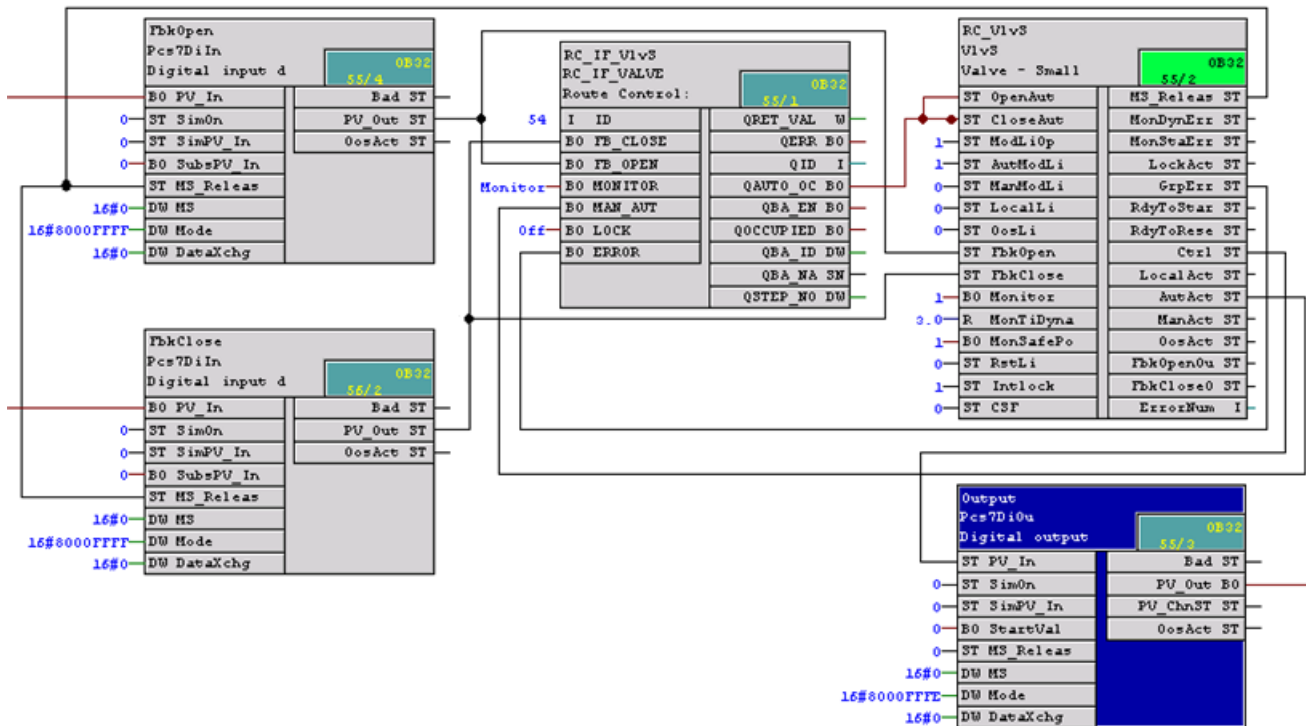 FbkOpen
Pcs7DiIn
Digital input d
OB32
55/4
BO PV_In
Bad ST
0 ST SimOn
PV_Out ST
0 ST SimPV_In
OosAct ST
0 BO SubsPV_In
ST MS_Releas
16#0 DW MS
16#8000FFFF DW Mode
16#0 DW DataXchg
RC_IF_VlvS
RC_IF_VALVE
Route Control:
OB32
55/1
54 I ID
QRET_VAL W
BO FB_CLOSE
QERR BO
BO FB_OPEN
QID I
Monitor BO MONITOR
QAUTO_OC BO
BO MAN_AUT
QBA_EN BO
Off BO LOCK
QOCCUPIED BO
BO ERROR
QBA_ID DW
QBA_NA SN
QSTEP_NO DW
RC_VlvS
VlvS
Valve - Small
OB32
55/2
ST OpenAut
MS_Releas ST
ST CloseAut
MonDynErr ST
1 ST ModLiOp
MonStaErr ST
1 ST AutModLi
LockAct ST
0 ST ManModLi
GrpErr ST
0 ST LocalLi
RdyToStar ST
0 ST OosLi
RdyToRese ST
ST FbkOpen
Ctrl ST
ST FbkClose
LocalAct ST
1 BO Monitor
AutAct ST
3.0 R MonTiDyna
ManAct ST
1 BO MonSafePo
OosAct ST
0 ST RstLi
FbkOpenOu ST
1 ST Intlock
FbkCloseO ST
0 ST CSF
ErrorNum I
FbkClose
Pcs7DiIn
Digital input d
OB32
56/2
BO PV_In
Bad ST
0 ST SimOn
PV_Out ST
0 ST SimPV_In
OosAct ST
0 BO SubsPV_In
ST MS_Releas
16#0 DW MS
16#8000FFFF DW Mode
16#0 DW DataXchg
Output
Pcs7DiOu
Digital output
OB32
55/3
ST PV_In
Bad ST
0 ST SimOn
PV_Out BO
0 ST SimPV_In
PV_ChnST ST
0 BO StartVal
OosAct ST
0 ST MS_Releas
16#0 DW MS
16#8000FFFE DW Mode
16#0 DW DataXchg